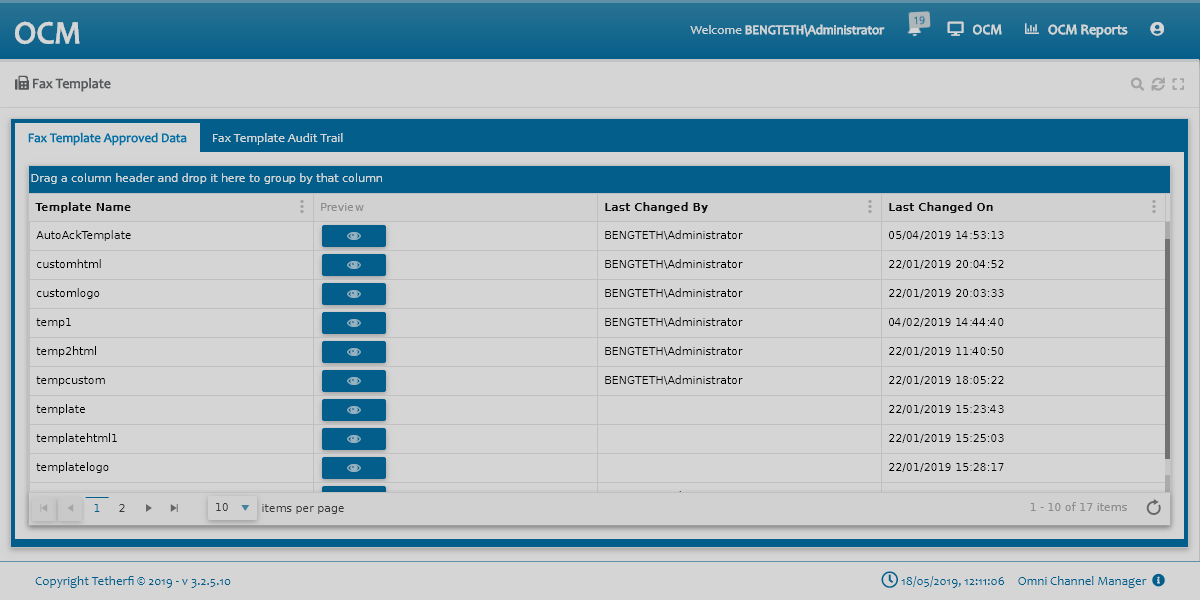 OCM
Welcome BENGTETH\Administrator
19
OCM
OCM Reports
Fax Template
Fax Template Approved Data
Fax Template Audit Trail
Drag a column header and drop it here to group by that column
Template Name Preview Last Changed By Last Changed On
AutoAckTemplate BENGTETH\Administrator 05/04/2019 14:53:13
customhtml BENGTETH\Administrator 22/01/2019 20:04:52
customlogo BENGTETH\Administrator 22/01/2019 20:03:33
temp1 BENGTETH\Administrator 04/02/2019 14:44:40
temp2html BENGTETH\Administrator 22/01/2019 11:40:50
tempcustom BENGTETH\Administrator 22/01/2019 18:05:22
template 22/01/2019 15:23:43
templatehtml1 22/01/2019 15:25:03
templatelogo 22/01/2019 15:28:17
1 2 10 items per page 1 - 10 of 17 items
Copyright Tetherfi © 2019 - v 3.2.5.10
18/05/2019, 12:11:06 Omni Channel Manager